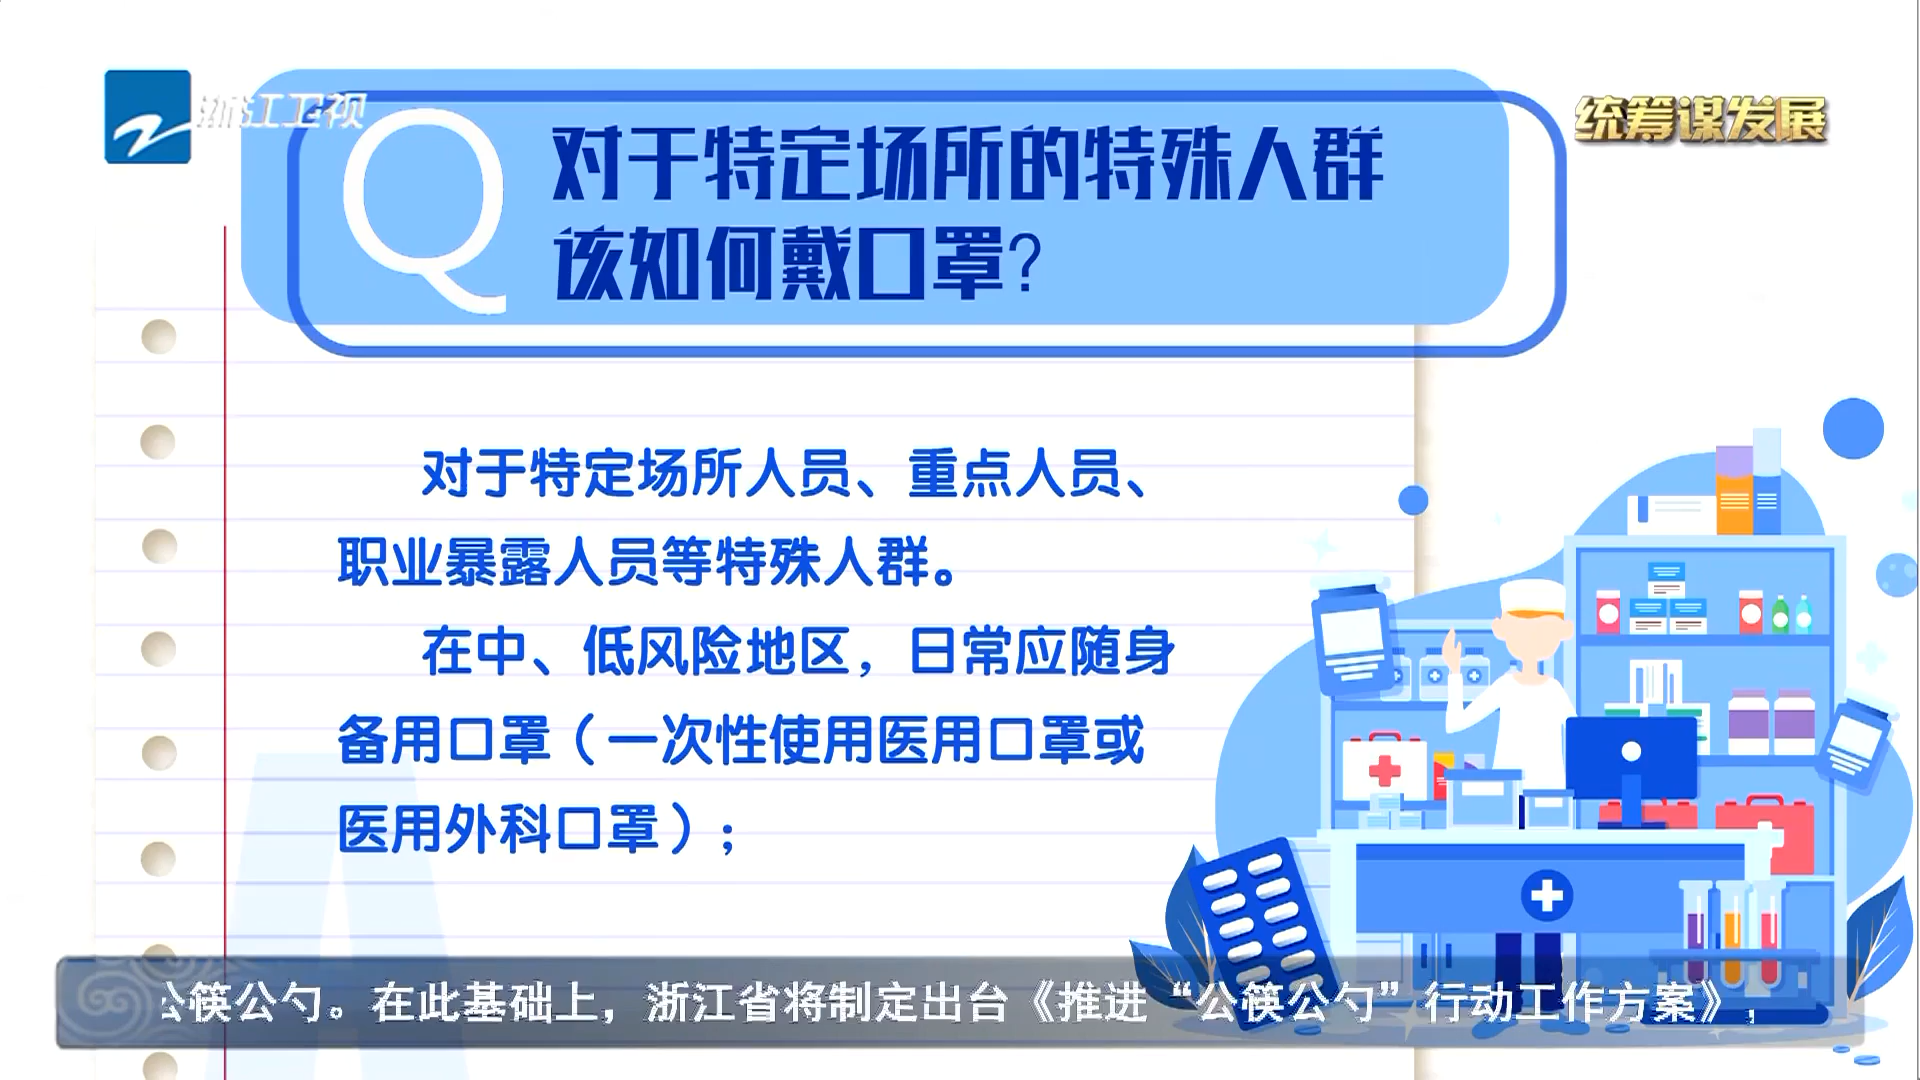 浙江卫视
统筹谋发展
Q
对于特定场所的特殊人群
该如何戴口罩?
对于特定场所人员、重点人员、
职业暴露人员等特殊人群。
在中、低风险地区，日常应随身
备用口罩（一次性使用医用口罩或
医用外科口罩）；
公筷公勺。在此基础上，浙江省将制定出台《推进“公筷公勺”行动工作方案》，